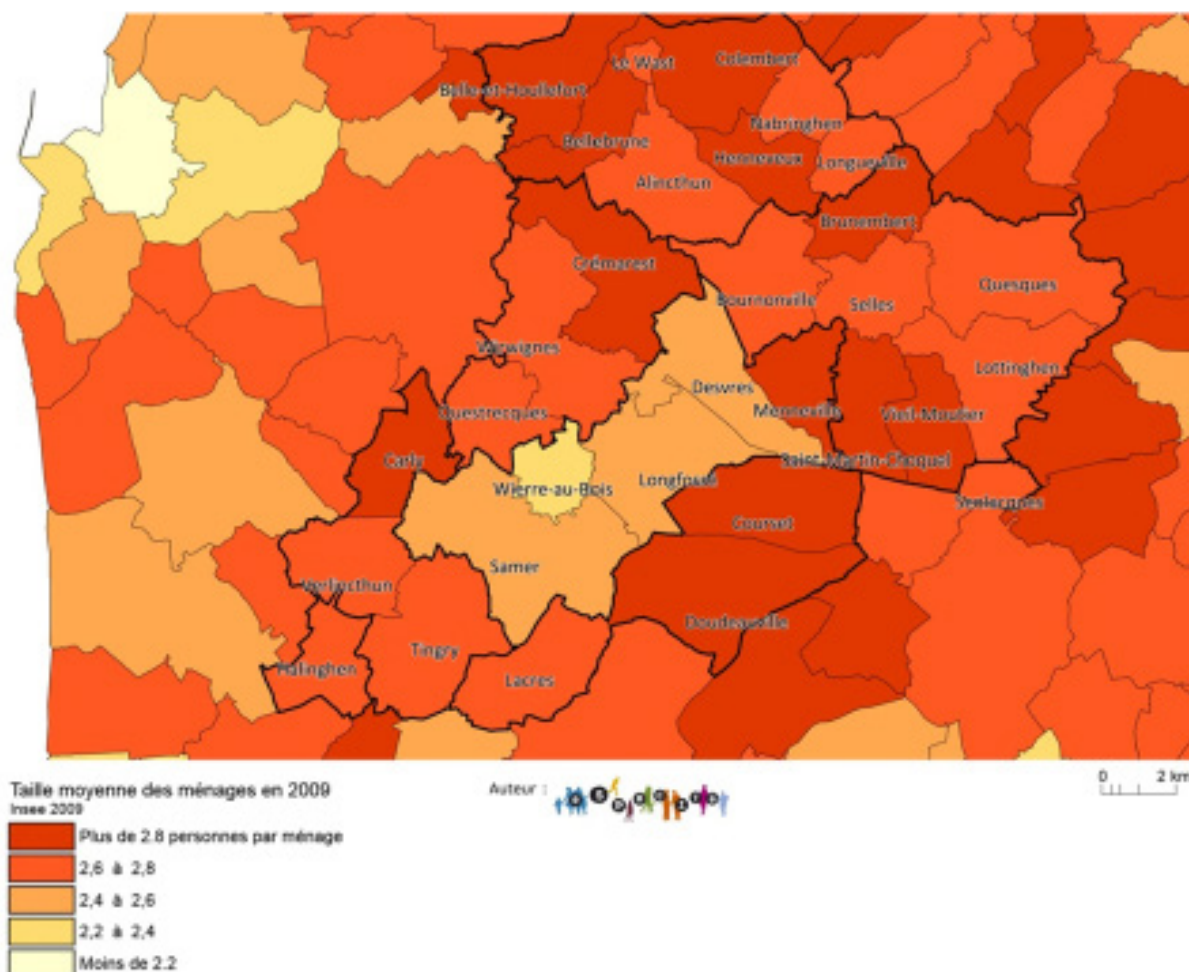 Le Wast
Colembert
Belle-et-Houllefort
Nabringhen
Bellebrune
Henneveux
Longueville
Alincthun
Brunembert
Crémarest
Quesques
Bournonville
Selles
Wirwignes
Lottinghen
Desvres
Menneville
Vieil-Moutier
Questrecques
Carly
Saint-Martin-Choquel
Longfossé
Wierre-au-Bois
Senlecques
Courset
Samer
Verlincthun
Doudeauville
Tingry
Halinghen
Lacres
Taille moyenne des ménages en 2009
Insee 2009
Auteur :
0 2 km
Plus de 2.8 personnes par ménage
2,6 à 2,8
2,4 à 2,6
2,2 à 2,4
Moins de 2.2